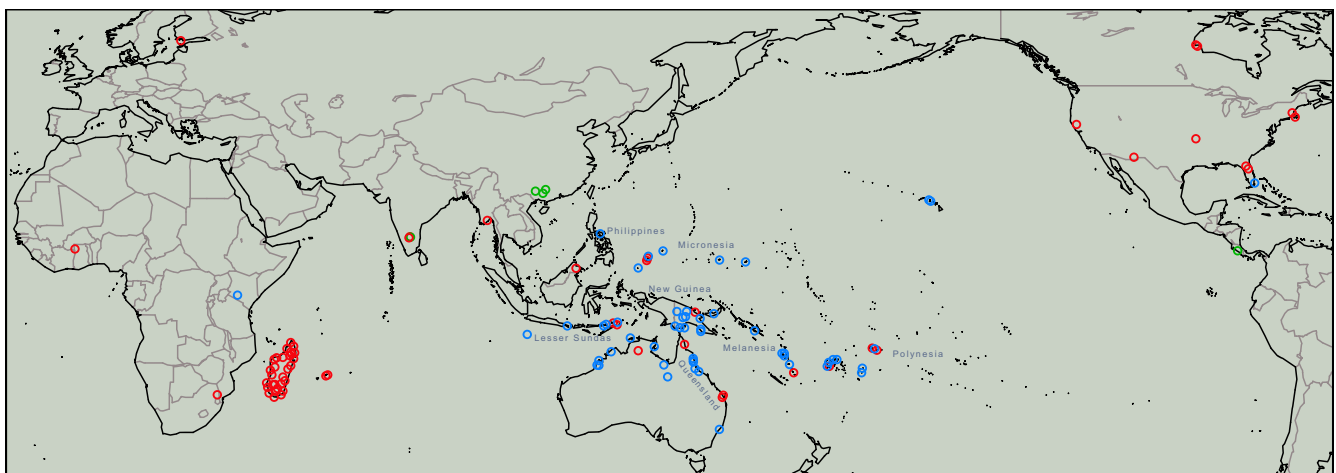 Philippines
Micronesia
New Guinea
Lesser Sundas
Melanesia
Polynesia
Queensland